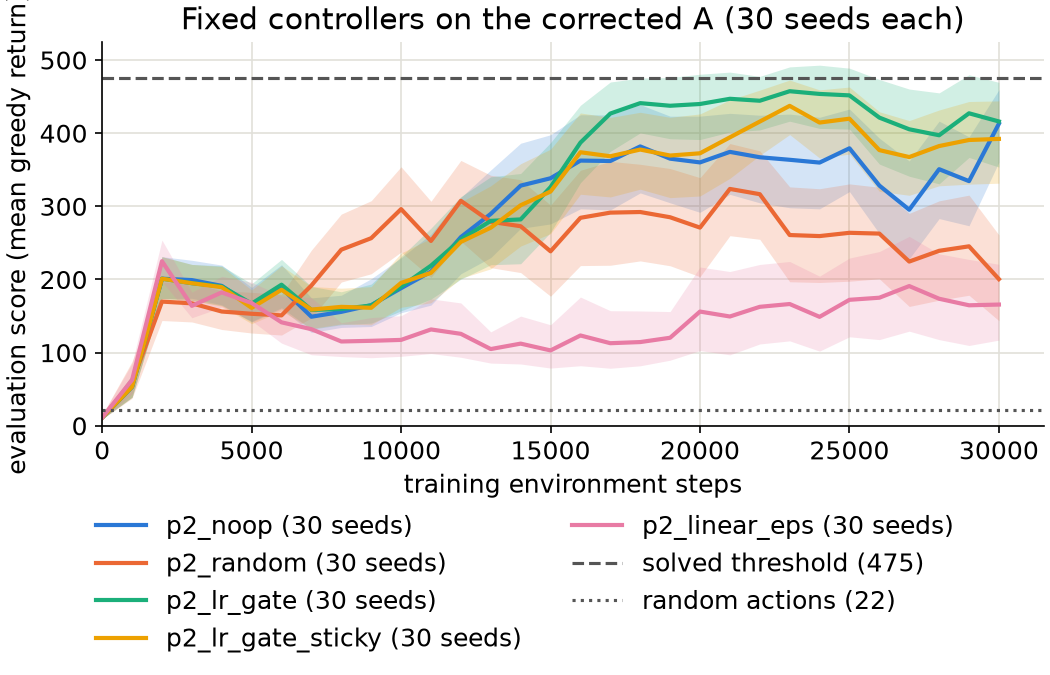 Fixed controllers on the corrected A (30 seeds each)
evaluation score (mean greedy return)
500
400
300
200
100
0
0 5000 10000 15000 20000 25000 30000
training environment steps
p2_noop (30 seeds)
p2_random (30 seeds)
p2_lr_gate (30 seeds)
p2_lr_gate_sticky (30 seeds)
p2_linear_eps (30 seeds)
solved threshold (475)
random actions (22)